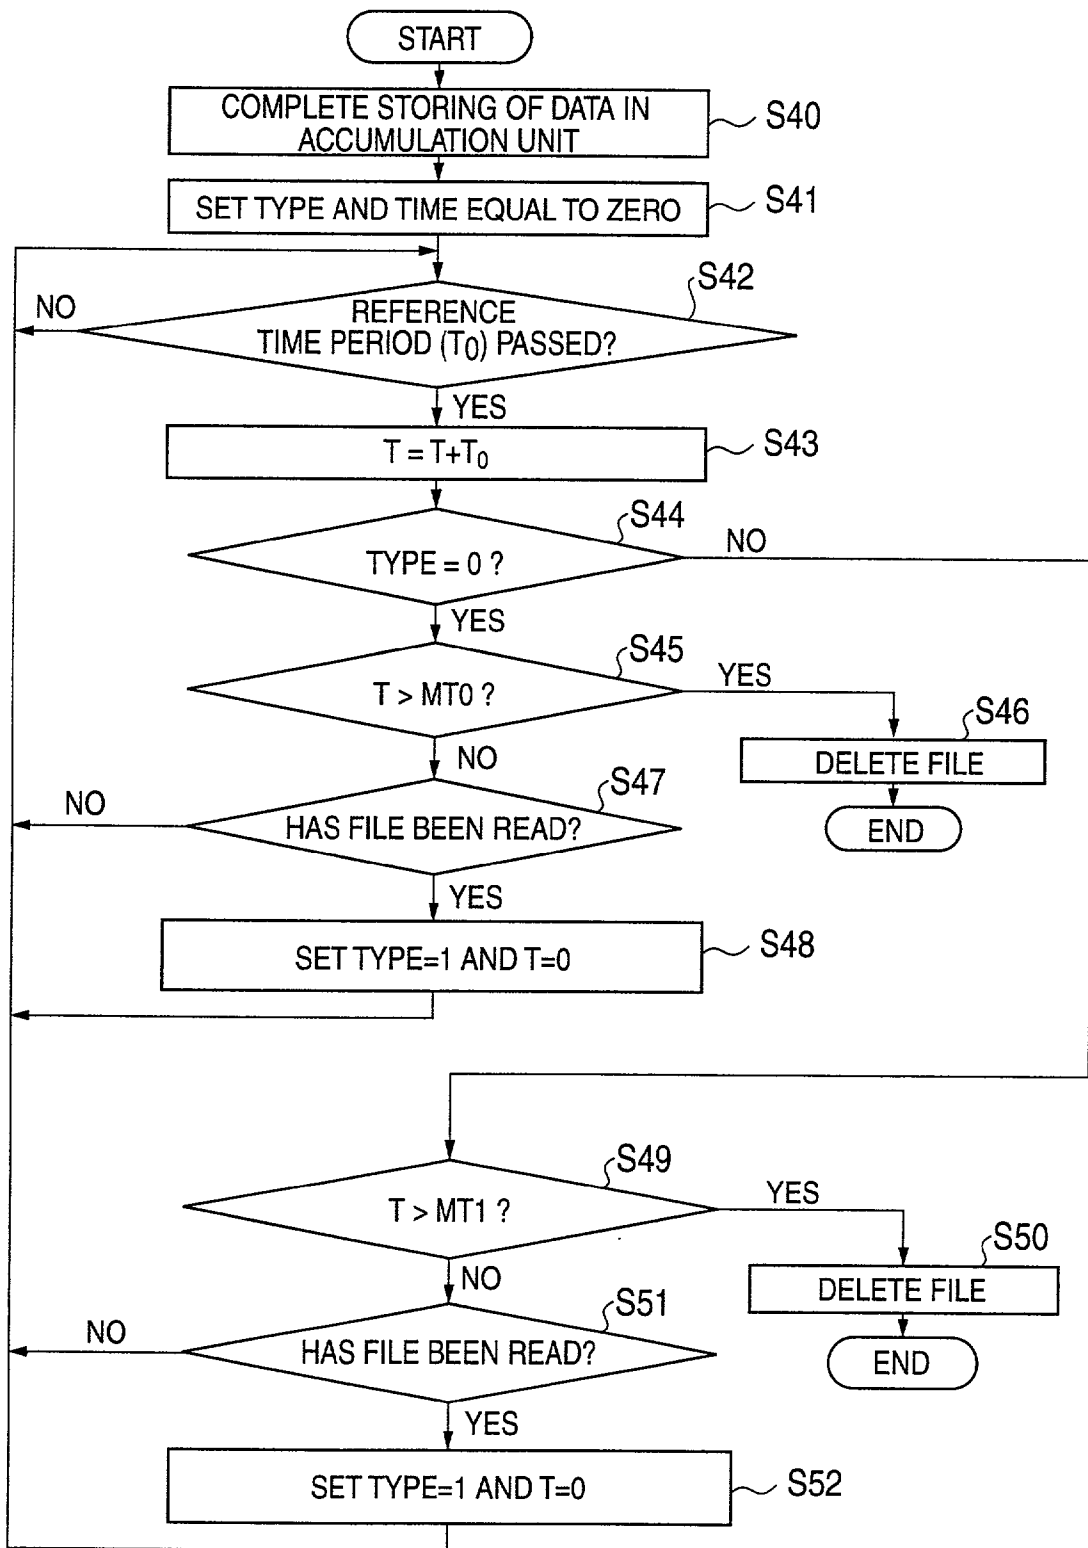 START
COMPLETE STORING OF DATA IN
ACCUMULATION UNIT
S40
SET TYPE AND TIME EQUAL TO ZERO
S41
S42
NO
REFERENCE
TIME PERIOD (T0) PASSED?
YES
T = T+T0
S43
S44
NO
TYPE = 0 ?
YES
S45
YES
T > MT0 ?
S46
DELETE FILE
NO
S47
NO
HAS FILE BEEN READ?
END
YES
SET TYPE=1 AND T=0
S48
S49
YES
T > MT1 ?
S50
DELETE FILE
NO
S51
NO
HAS FILE BEEN READ?
END
YES
SET TYPE=1 AND T=0
S52